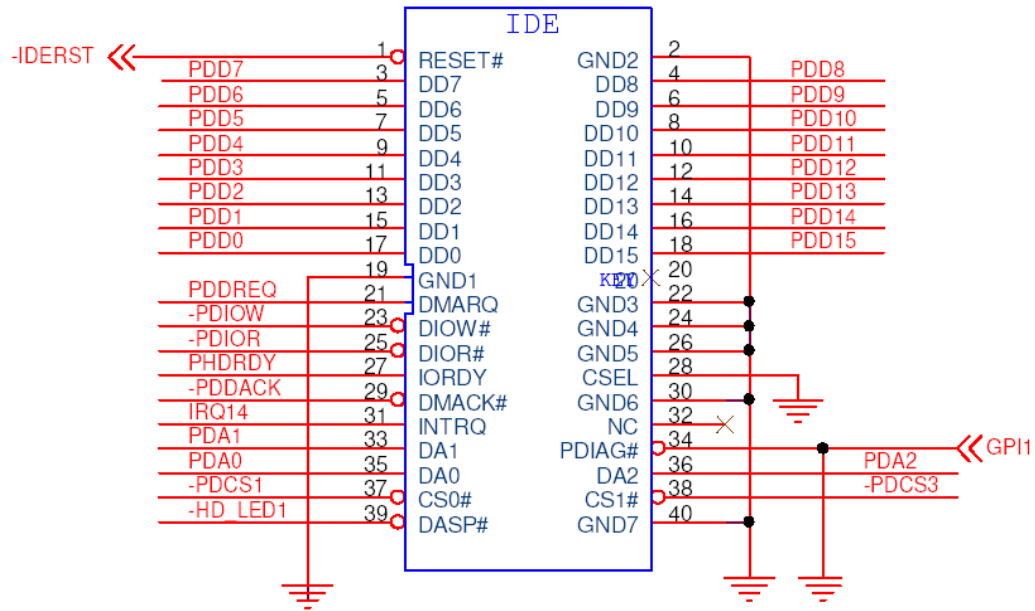 IDE
-IDERST 1 RESET# GND2 2
PDD7 3 DD7 DD8 4 PDD8
PDD6 5 DD6 DD9 6 PDD9
PDD5 7 DD5 DD10 8 PDD10
PDD4 9 DD4 DD11 10 PDD11
PDD3 11 DD3 DD12 12 PDD12
PDD2 13 DD2 DD13 14 PDD13
PDD1 15 DD1 DD14 16 PDD14
PDD0 17 DD0 DD15 18 PDD15
19 GND1 KEY 20 20
PDDREQ 21 DMARQ GND3 22
-PDIOW 23 DIOW# GND4 24
-PDIOR 25 DIOR# GND5 26
PHDRDY 27 IORDY CSEL 28
-PDDACK 29 DMACK# GND6 30
IRQ14 31 INTRQ NC 32
PDA1 33 DA1 PDIAG# 34 GPI1
PDA0 35 DA0 DA2 36 PDA2
-PDCS1 37 CS0# CS1# 38 -PDCS3
-HD_LED1 39 DASP# GND7 40